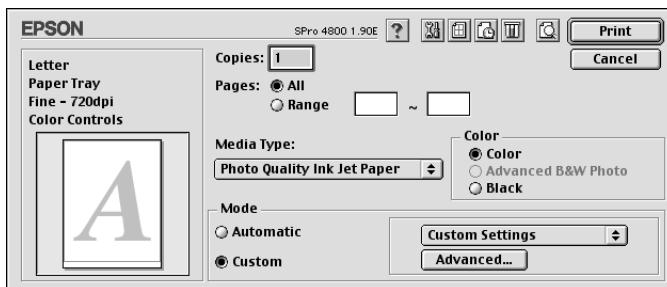 EPSON
SPro 4800 1.90E ? Print
Cancel
Letter
Paper Tray
Fine - 720dpi
Color Controls
A
Copies: 1
Pages: All
Range ~
Media Type:
Photo Quality Ink Jet Paper
Color
Color
Advanced B&W Photo
Black
Mode
Automatic
Custom
Custom Settings
Advanced...